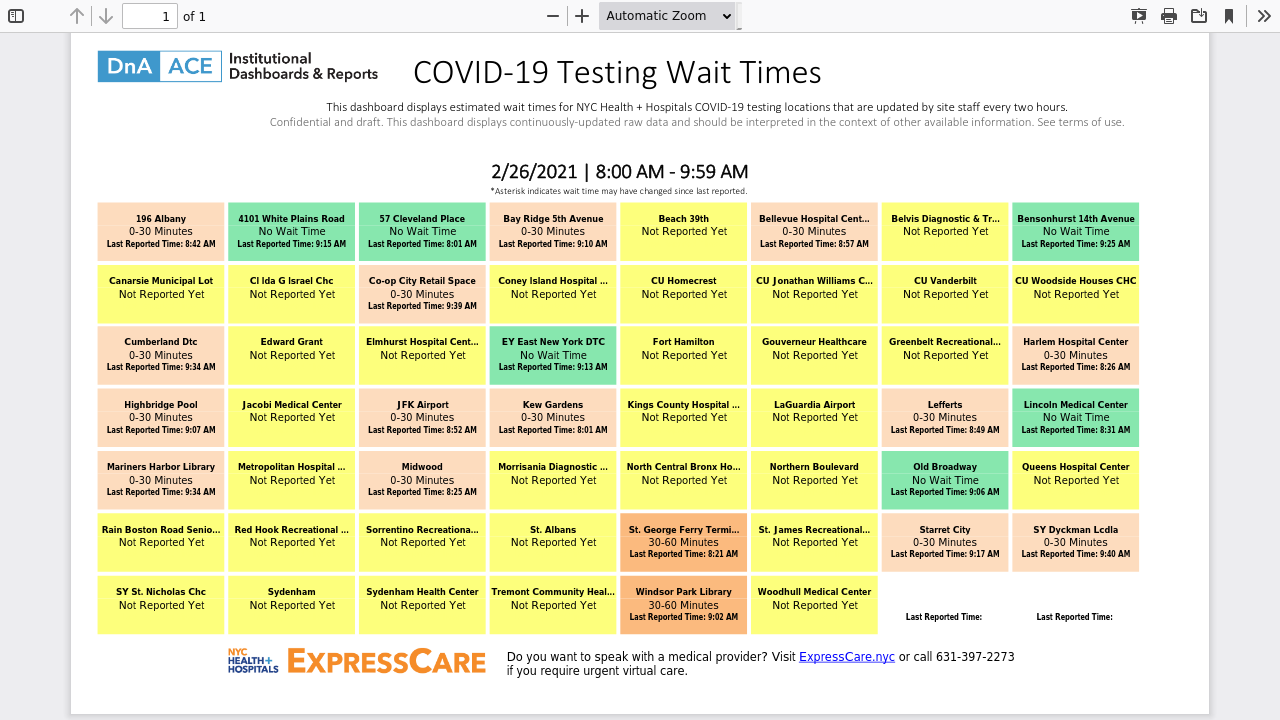 1 of 1 Automatic Zoom
DnA ACE Institutional
Dashboards & Reports
COVID-19 Testing Wait Times
This dashboard displays estimated wait times for NYC Health + Hospitals COVID-19 testing locations that are updated by site staff every two hours.
Confidential and draft. This dashboard displays continuously-updated raw data and should be interpreted in the context of other available information. See terms of use.
2/26/2021 | 8:00 AM - 9:59 AM
*Asterisk indicates wait time may have changed since last reported.
196 Albany
0-30 Minutes
Last Reported Time: 8:42 AM
4101 White Plains Road
No Wait Time
Last Reported Time: 9:15 AM
57 Cleveland Place
No Wait Time
Last Reported Time: 8:01 AM
Bay Ridge 5th Avenue
0-30 Minutes
Last Reported Time: 9:10 AM
Beach 39th
Not Reported Yet
Bellevue Hospital Cent...
0-30 Minutes
Last Reported Time: 8:57 AM
Belvis Diagnostic & Tr...
Not Reported Yet
Bensonhurst 14th Avenue
No Wait Time
Last Reported Time: 9:25 AM
Canarsie Municipal Lot
Not Reported Yet
CI Ida G Israel Chc
Not Reported Yet
Co-op City Retail Space
0-30 Minutes
Last Reported Time: 9:39 AM
Coney Island Hospital ...
Not Reported Yet
CU Homecrest
Not Reported Yet
CU Jonathan Williams C...
Not Reported Yet
CU Vanderbilt
Not Reported Yet
CU Woodside Houses CHC
Not Reported Yet
Cumberland Dtc
0-30 Minutes
Last Reported Time: 9:34 AM
Edward Grant
Not Reported Yet
Elmhurst Hospital Cent...
Not Reported Yet
EY East New York DTC
No Wait Time
Last Reported Time: 9:13 AM
Fort Hamilton
Not Reported Yet
Gouverneur Healthcare
Not Reported Yet
Greenbelt Recreational...
Not Reported Yet
Harlem Hospital Center
0-30 Minutes
Last Reported Time: 8:26 AM
Highbridge Pool
0-30 Minutes
Last Reported Time: 9:07 AM
Jacobi Medical Center
Not Reported Yet
JFK Airport
0-30 Minutes
Last Reported Time: 8:52 AM
Kew Gardens
0-30 Minutes
Last Reported Time: 8:01 AM
Kings County Hospital ...
Not Reported Yet
LaGuardia Airport
Not Reported Yet
Lefferts
0-30 Minutes
Last Reported Time: 8:49 AM
Lincoln Medical Center
No Wait Time
Last Reported Time: 8:31 AM
Mariners Harbor Library
0-30 Minutes
Last Reported Time: 9:34 AM
Metropolitan Hospital ...
Not Reported Yet
Midwood
0-30 Minutes
Last Reported Time: 8:25 AM
Morrisania Diagnostic ...
Not Reported Yet
North Central Bronx Ho...
Not Reported Yet
Northern Boulevard
Not Reported Yet
Old Broadway
No Wait Time
Last Reported Time: 9:06 AM
Queens Hospital Center
Not Reported Yet
Rain Boston Road Senio...
Not Reported Yet
Red Hook Recreational ...
Not Reported Yet
Sorrentino Recreationa...
Not Reported Yet
St. Albans
Not Reported Yet
St. George Ferry Termi...
30-60 Minutes
Last Reported Time: 8:21 AM
St. James Recreational...
Not Reported Yet
Starret City
0-30 Minutes
Last Reported Time: 9:17 AM
SY Dyckman Lcdla
0-30 Minutes
Last Reported Time: 9:40 AM
SY St. Nicholas Chc
Not Reported Yet
Sydenham
Not Reported Yet
Sydenham Health Center
Not Reported Yet
Tremont Community Heal...
Not Reported Yet
Windsor Park Library
30-60 Minutes
Last Reported Time: 9:02 AM
Woodhull Medical Center
Not Reported Yet
Last Reported Time:
Last Reported Time:
NYC
HEALTH+
HOSPITALS
EXPRESSCARE
Do you want to speak with a medical provider? Visit ExpressCare.nyc or call 631-397-2273
if you require urgent virtual care.